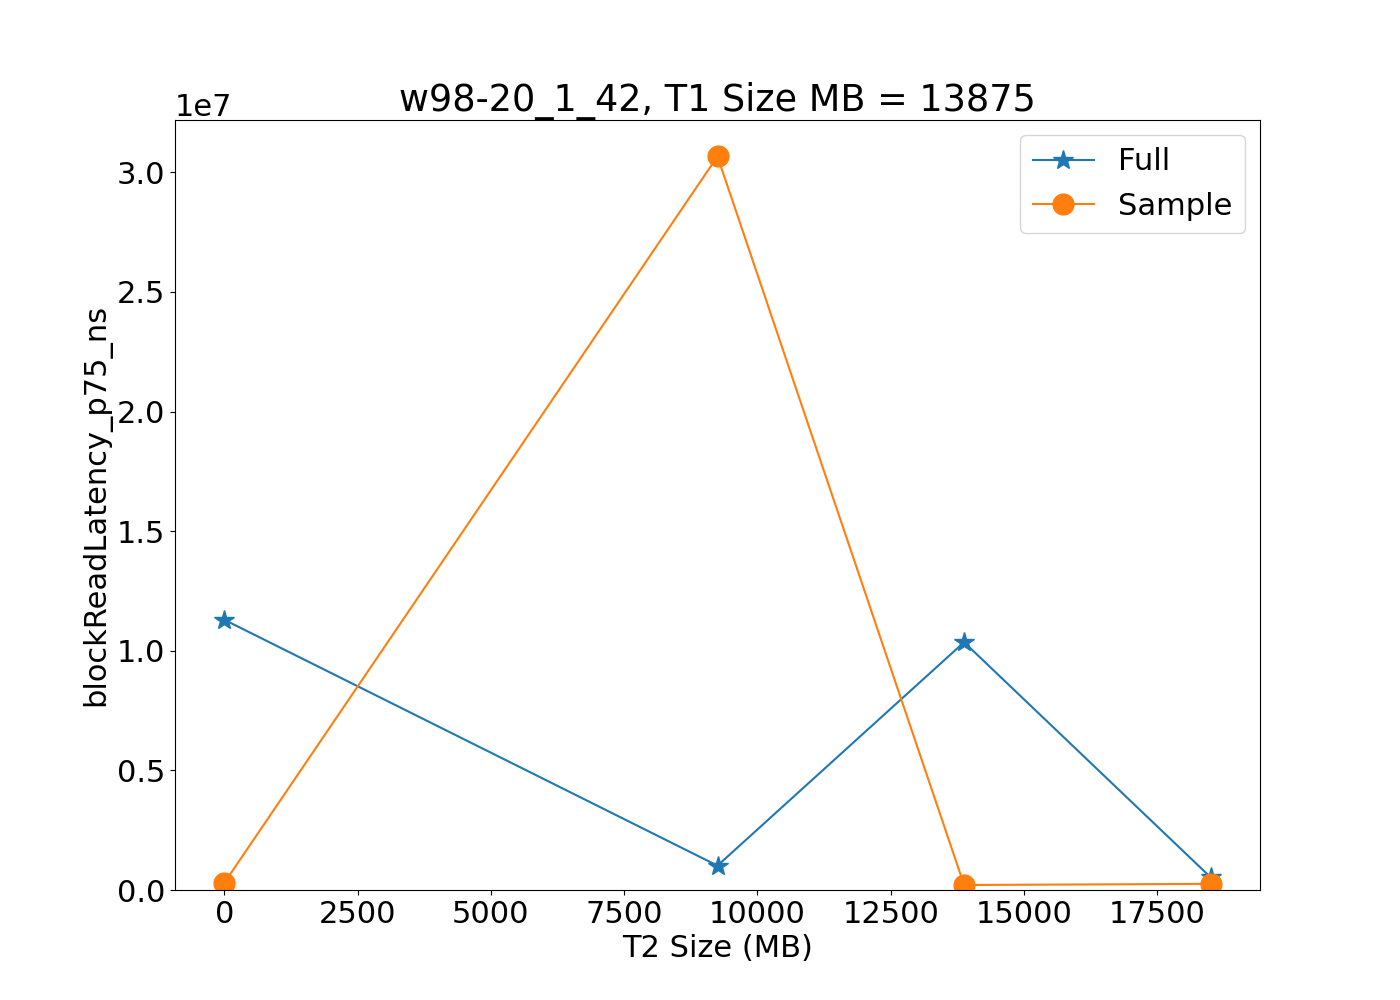 w98-20_1_42, T1 Size MB = 13875
1e7
Full
Sample
3.0
2.5
2.0
1.5
1.0
0.5
0.0
blockReadLatency_p75_ns
0 2500 5000 7500 10000 12500 15000 17500
T2 Size (MB)